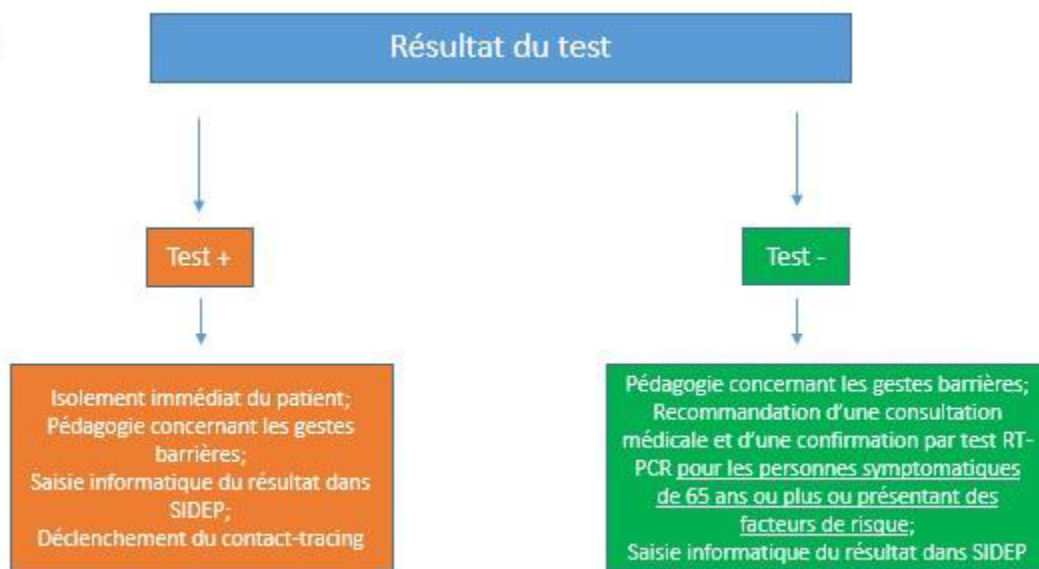 Résultat du test
Test +
Test -
Isolement immédiat du patient;
Pédagogie concernant les gestes
barrières;
Saisie informatique du résultat dans
SIDEP;
Déclenchement du contact-tracing
Pédagogie concernant les gestes barrières;
Recommandation d'une consultation
médicale et d'une confirmation par test RT-
PCR pour les personnes symptomatiques
de 65 ans ou plus ou présentant des
facteurs de risque;
Saisie informatique du résultat dans SIDEP